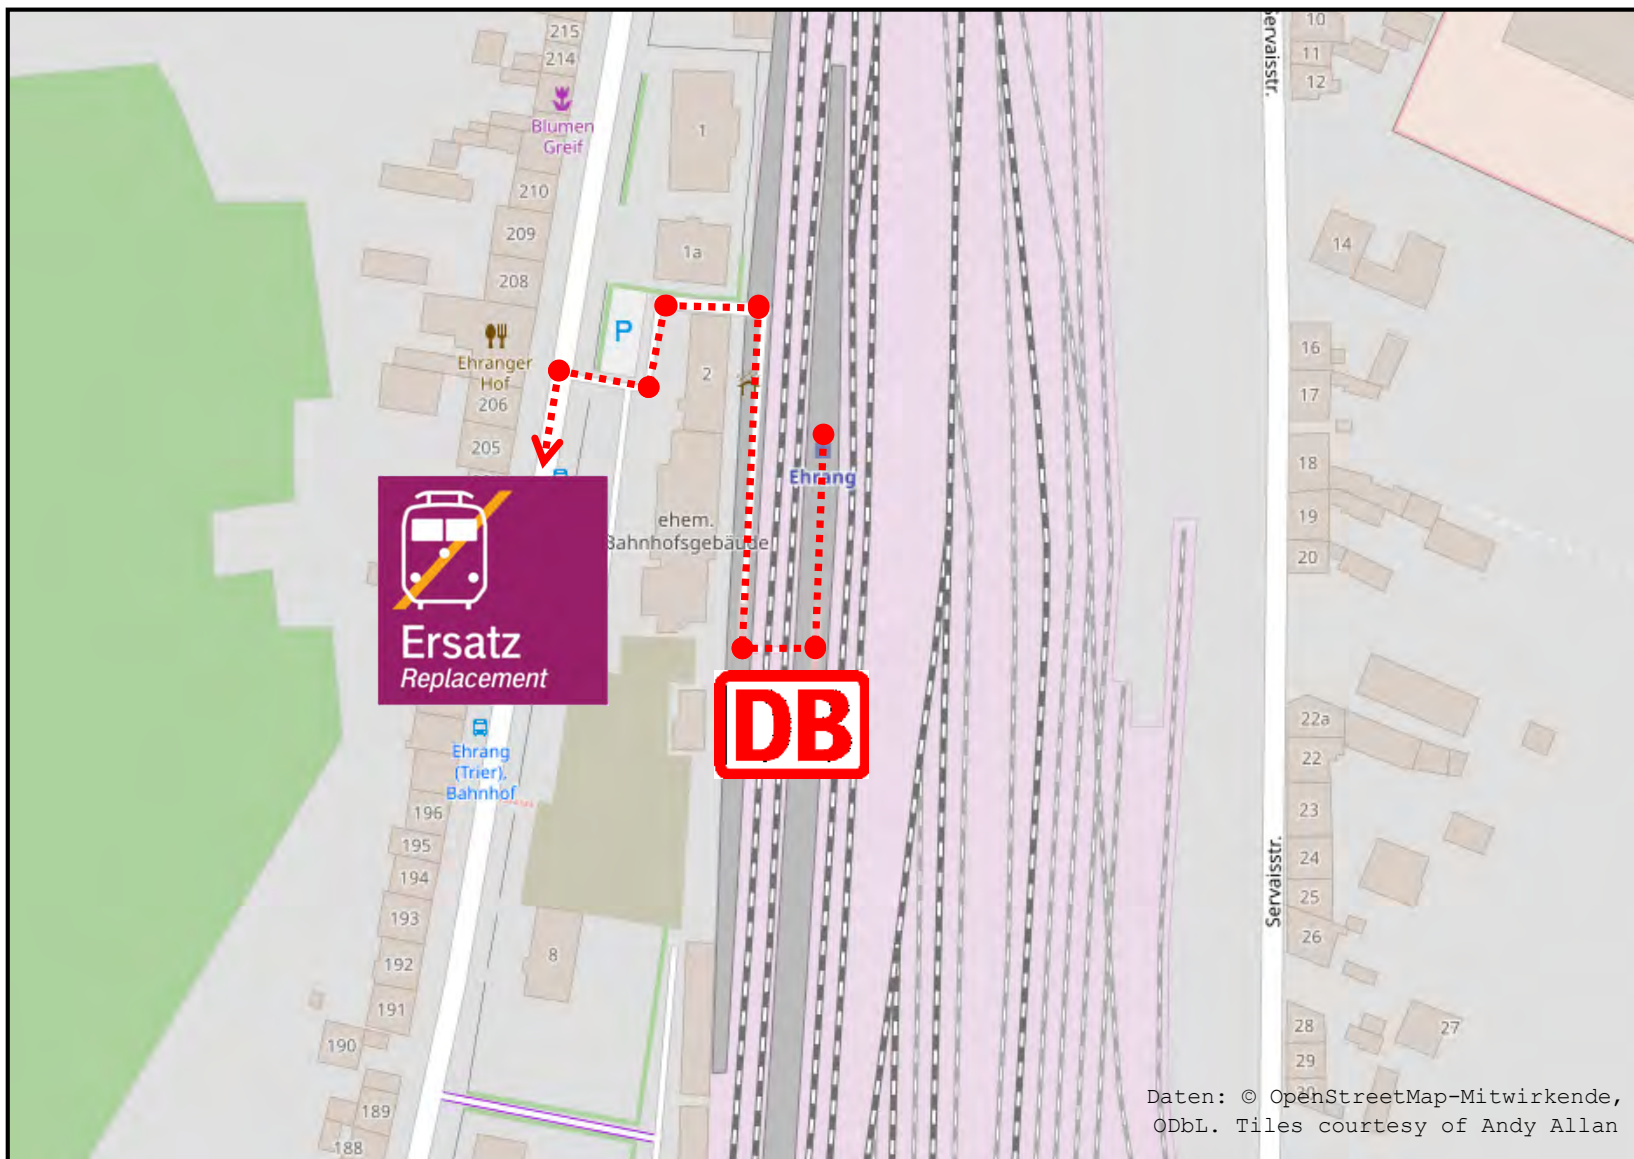 215
214
Blumen
Greif
210
209
208
Ehranger
Hof
206
205
1
1a
P
2
Ehrang
ehem.
Bahnhofsgebäude
Ersatz
Replacement
DB
Ehrang
(Trier),
Bahnhof
196
195
194
193
192
191
190
189
188
8
Servaisstr.
10
11
12
14
16
17
18
19
20
22a
22
23
24
25
26
Servaisstr.
28
29
27
Daten: © OpenStreetMap-Mitwirkende,
ODbL. Tiles courtesy of Andy Allan